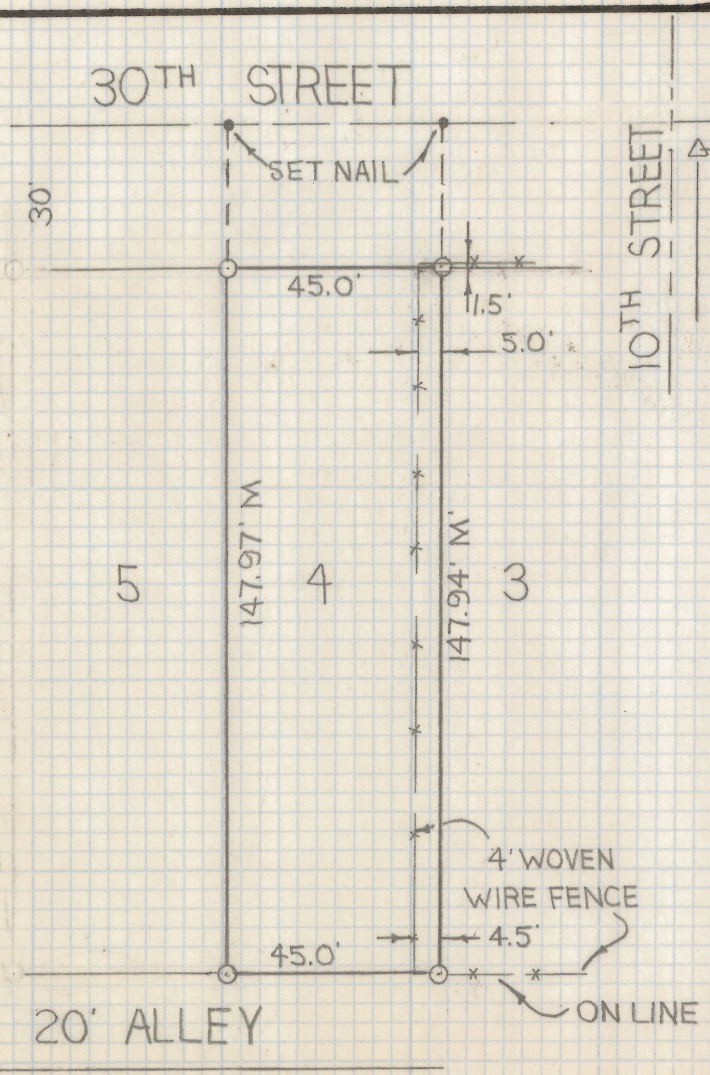 30TH STREET
SET NAIL
30'
10TH STREET
45.0'
1.5'
5.0'
147.97' M
147.94' M'
5
4
3
4' WOVEN
WIRE FENCE
4.5'
45.0'
ON LINE
20' ALLEY